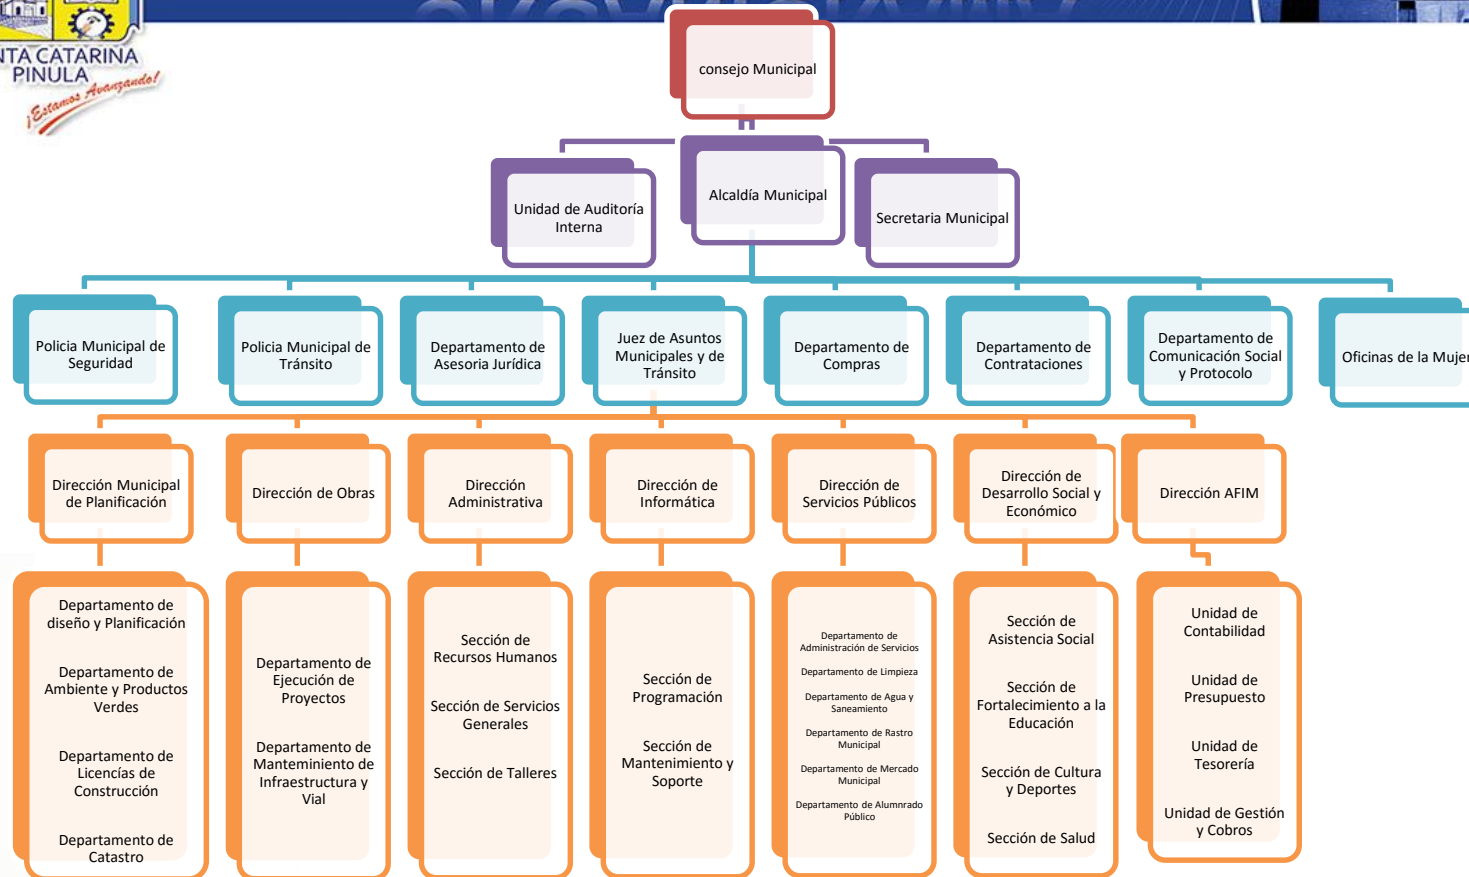 NTA CATARINA
PINULA
¡Estamos Avanzando!
consejo Municipal
Unidad de Auditoría
Interna
Alcaldía Municipal
Secretaria Municipal
Policia Municipal de
Seguridad
Policia Municipal de
Tránsito
Departamento de
Asesoria Jurídica
Juez de Asuntos
Municipales y de
Tránsito
Departamento de
Compras
Departamento de
Contrataciones
Departamento de
Comunicación Social
y Protocolo
Oficinas de la Mujer
Dirección Municipal
de Planificación
Dirección de Obras
Dirección
Administrativa
Dirección de
Informática
Dirección de
Servicios Públicos
Dirección de
Desarrollo Social y
Económico
Dirección AFIM
Departamento de
diseño y Planificación
Departamento de
Ambiente y Productos
Verdes
Departamento de
Licencías de
Construcción
Departamento de
Catastro
Departamento de
Ejecución de
Proyectos
Departamento de
Manteminiento de
Infraestructura y
Vial
Sección de
Recursos Humanos
Sección de Servicios
Generales
Sección de Talleres
Sección de
Programación
Sección de
Mantenimiento y
Soporte
Departamento de
Administración de Servicios
Departamento de Limpieza
Departamento de Agua y
Saneamiento
Departamento de Rastro
Municipal
Departamento de Mercado
Municipal
Departamento de Alumnrado
Público
Sección de
Asistencia Social
Sección de
Fortalecimiento a la
Educación
Sección de Cultura
y Deportes
Sección de Salud
Unidad de
Contabilidad
Unidad de
Presupuesto
Unidad de
Tesorería
Unidad de Gestión
y Cobros